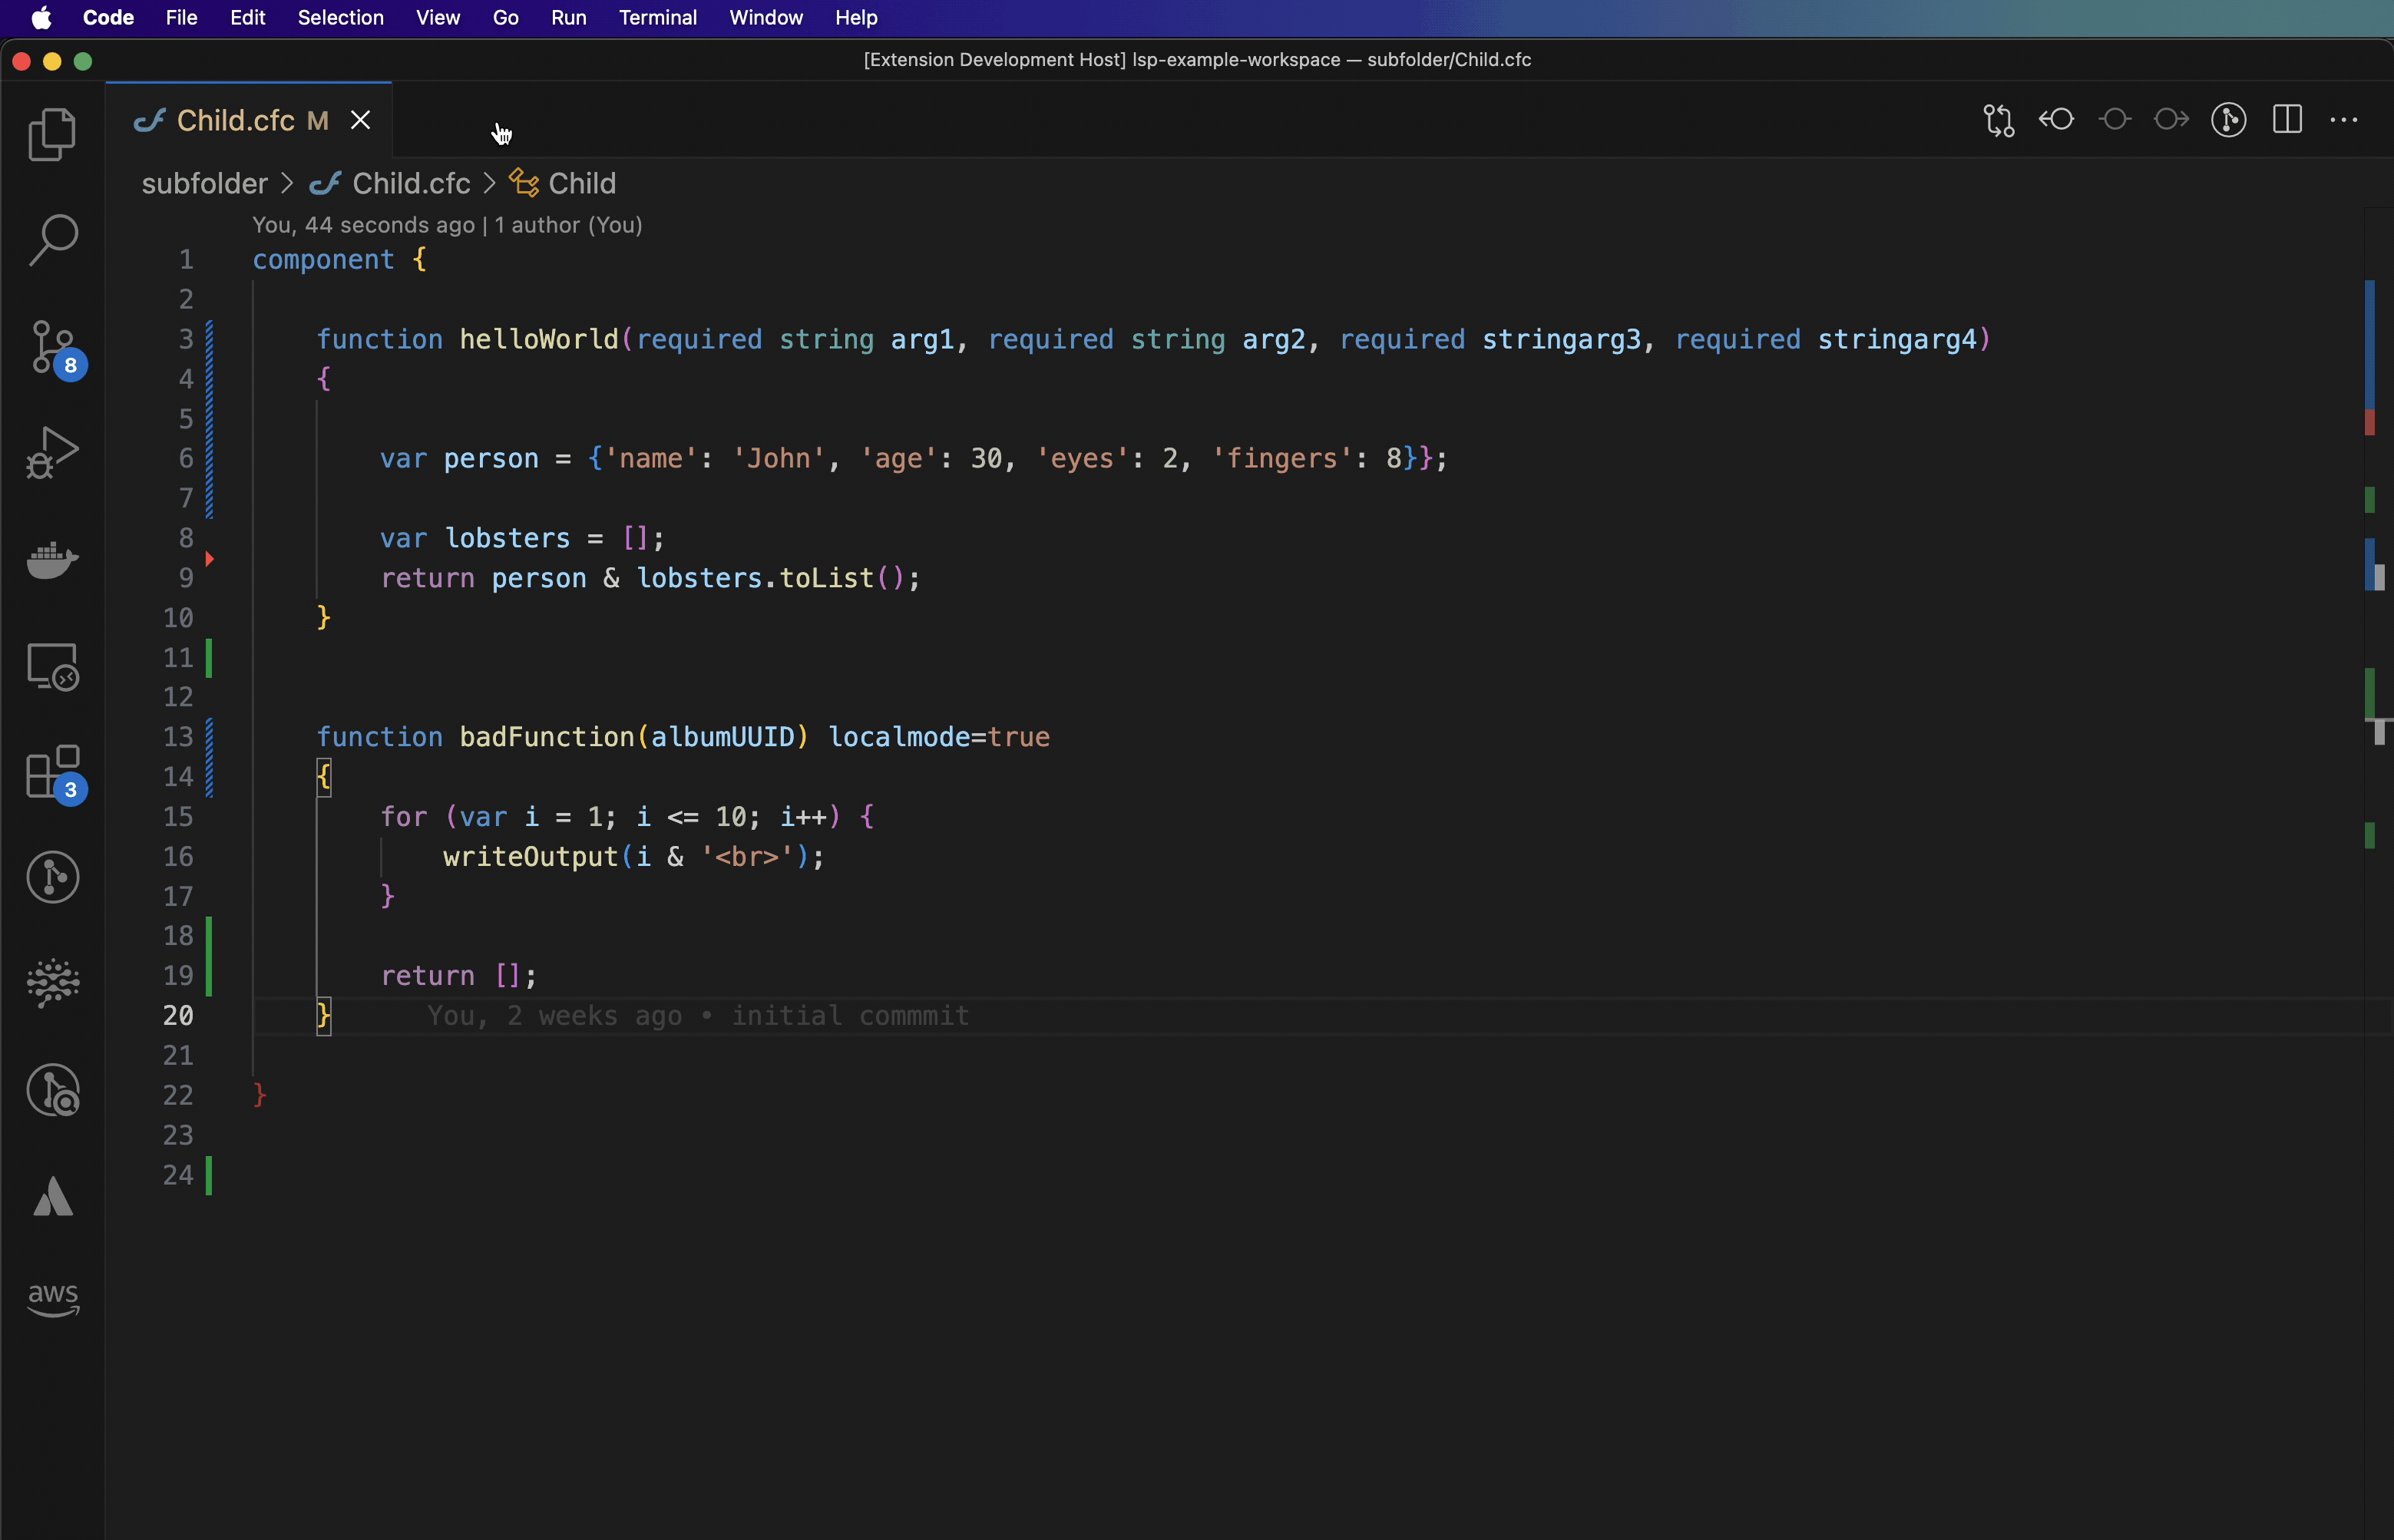 Code File Edit Selection View Go Run Terminal Window Help
[Extension Development Host] lsp-example-workspace — subfolder/Child.cfc
Child.cfc M
subfolder > Child.cfc > Child
You, 44 seconds ago | 1 author (You)
1 component {
2
3 function helloWorld(required string arg1, required string arg2, required stringarg3, required stringarg4)
4 {
5
6 var person = {'name': 'John', 'age': 30, 'eyes': 2, 'fingers': 8}};
7
8 var lobsters = [];
9 return person & lobsters.toList();
10 }
11
12
13 function badFunction(albumUUID) localmode=true
14 {
15 for (var i = 1; i <= 10; i++) {
16 writeOutput(i & '<br>');
17 }
18
19 return [];
20 } You, 2 weeks ago • initial commmit
21
22 }
23
24
8
3
aws